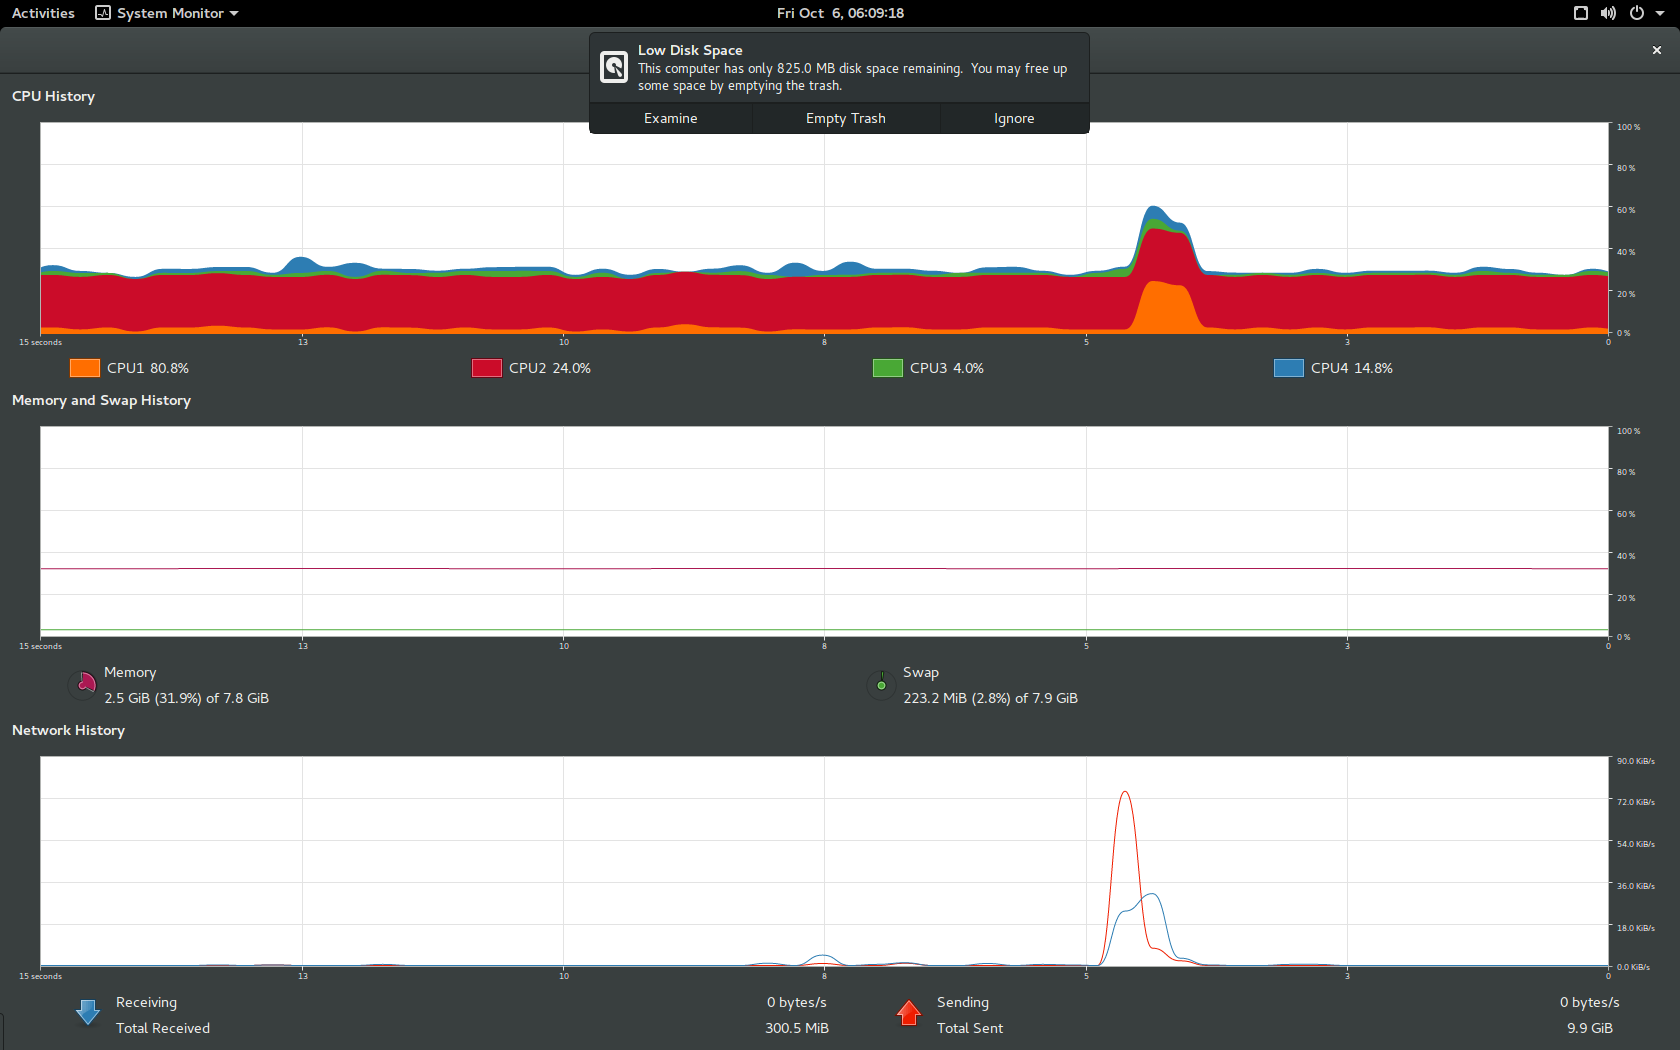 Activities System Monitor Fri Oct 6, 06:09:18
Low Disk Space
This computer has only 825.0 MB disk space remaining. You may free up
some space by emptying the trash.
Examine Empty Trash Ignore
CPU History
100 %
80 %
60 %
40 %
20 %
0 %
15 seconds 13 10 8 5 3 0
CPU1 80.8% CPU2 24.0% CPU3 4.0% CPU4 14.8%
Memory and Swap History
100 %
80 %
60 %
40 %
20 %
0 %
15 seconds 13 10 8 5 3 0
Memory Swap
2.5 GiB (31.9%) of 7.8 GiB 223.2 MiB (2.8%) of 7.9 GiB
Network History
90.0 KiB/s
72.0 KiB/s
54.0 KiB/s
36.0 KiB/s
18.0 KiB/s
0.0 KiB/s
15 seconds 13 10 8 5 3 0
Receiving 0 bytes/s Sending 0 bytes/s
Total Received 300.5 MiB Total Sent 9.9 GiB